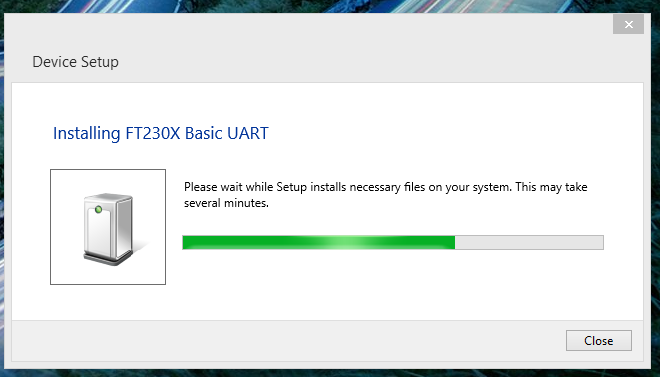 Device Setup
Installing FT230X Basic UART
Please wait while Setup installs necessary files on your system. This may take
several minutes.
Close